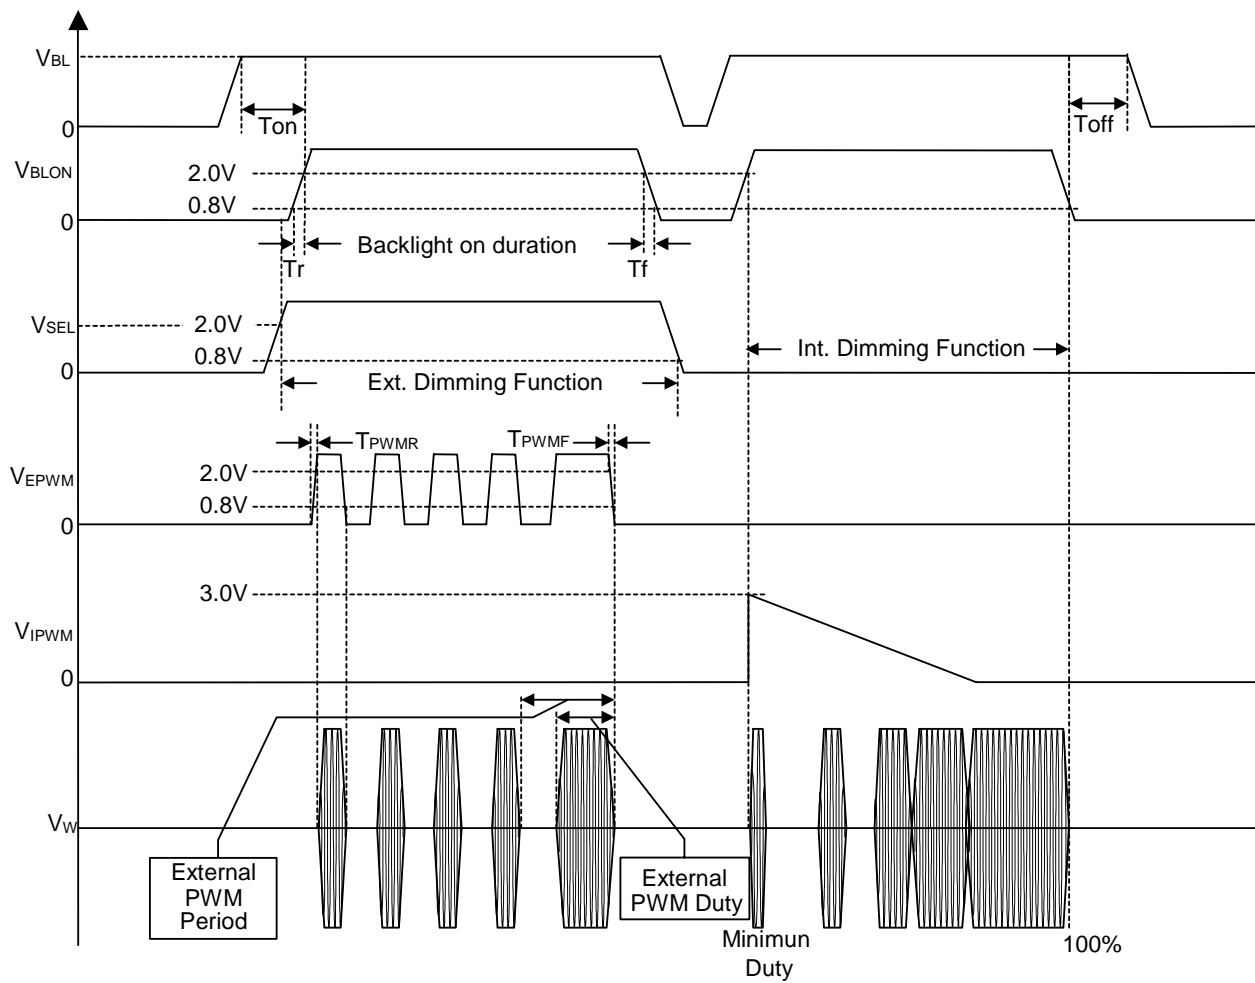 VBL
0
Ton
Toff
VBLON
2.0V
0.8V
0
Backlight on duration
Tr
Tf
VSEL
2.0V
0.8V
0
Ext. Dimming Function
Int. Dimming Function
TPWMR
TPWMF
VEPWM
2.0V
0.8V
0
3.0V
VIPWM
0
VW
External
PWM
Period
External
PWM Duty
Minimun
Duty
100%